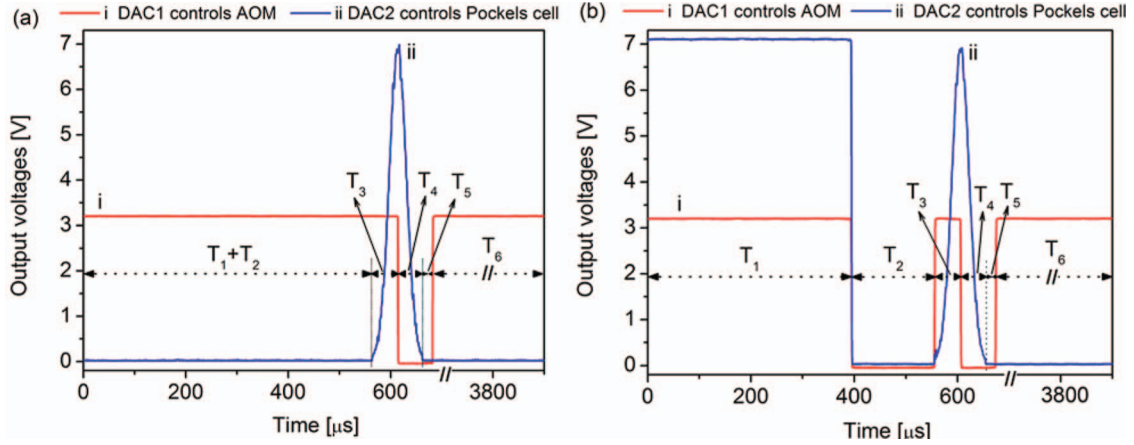 (a) i DAC1 controls AOM ii DAC2 controls Pockels cell
7
6
5
4
3
2
1
0
Output voltages [V]
ii
i
T3 T4 T5
T1+T2
T6
//
0 200 400 600 // 3800
Time [μs]
(b) i DAC1 controls AOM ii DAC2 controls Pockels cell
7
6
5
4
3
2
1
0
Output voltages [V]
ii
i
T3 T4 T5
T1
T2
T6
//
0 200 400 600 // 3800
Time [μs]